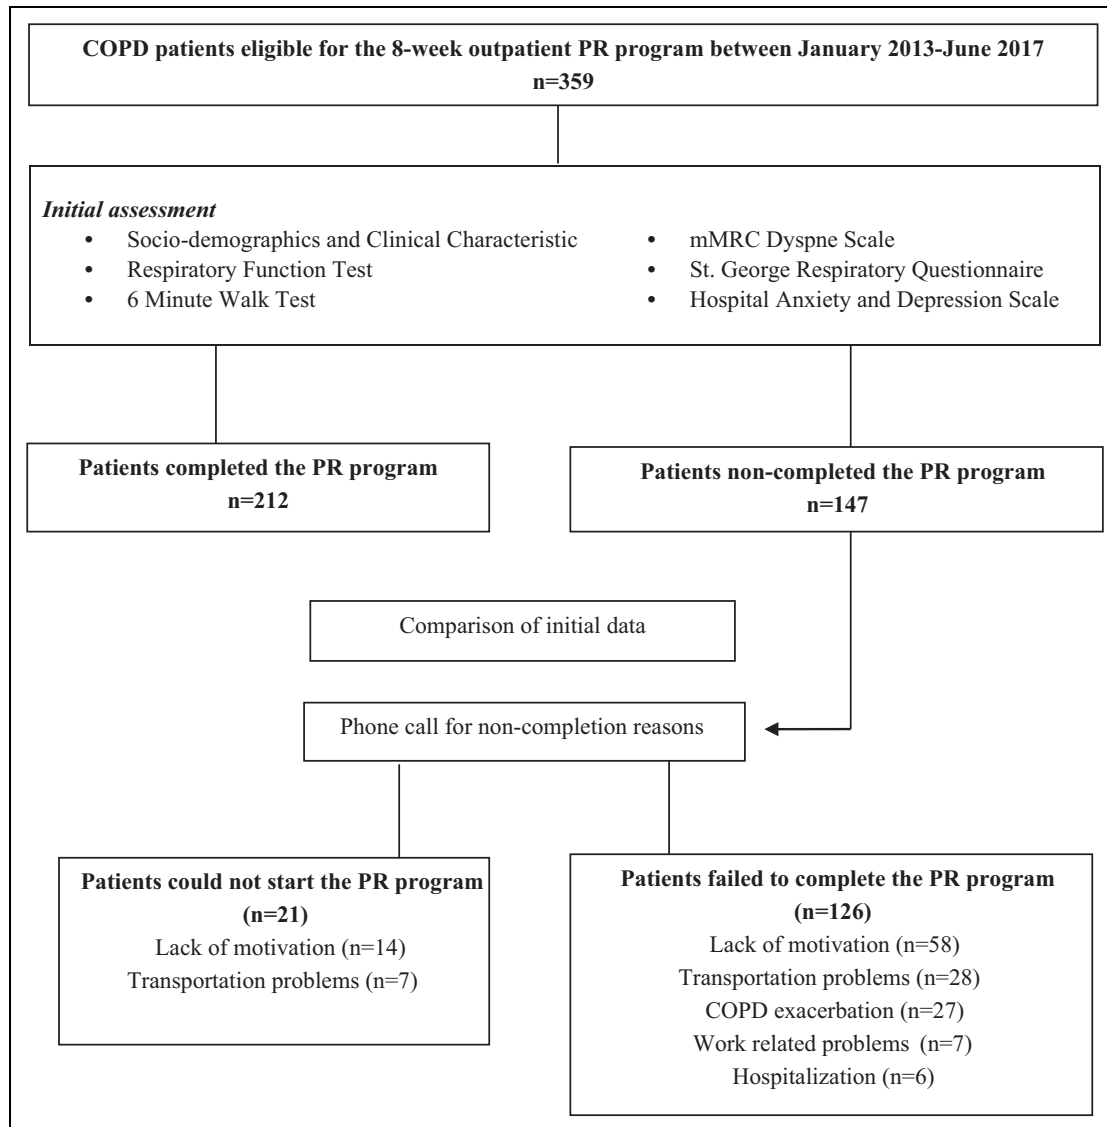 COPD patients eligible for the 8-week outpatient PR program between January 2013-June 2017
n=359
Initial assessment
• Socio-demographics and Clinical Characteristic
• Respiratory Function Test
• 6 Minute Walk Test
• mMRC Dyspne Scale
• St. George Respiratory Questionnaire
• Hospital Anxiety and Depression Scale
Patients completed the PR program
n=212
Patients non-completed the PR program
n=147
Comparison of initial data
Phone call for non-completion reasons
Patients could not start the PR program
(n=21)
Lack of motivation (n=14)
Transportation problems (n=7)
Patients failed to complete the PR program
(n=126)
Lack of motivation (n=58)
Transportation problems (n=28)
COPD exacerbation (n=27)
Work related problems (n=7)
Hospitalization (n=6)